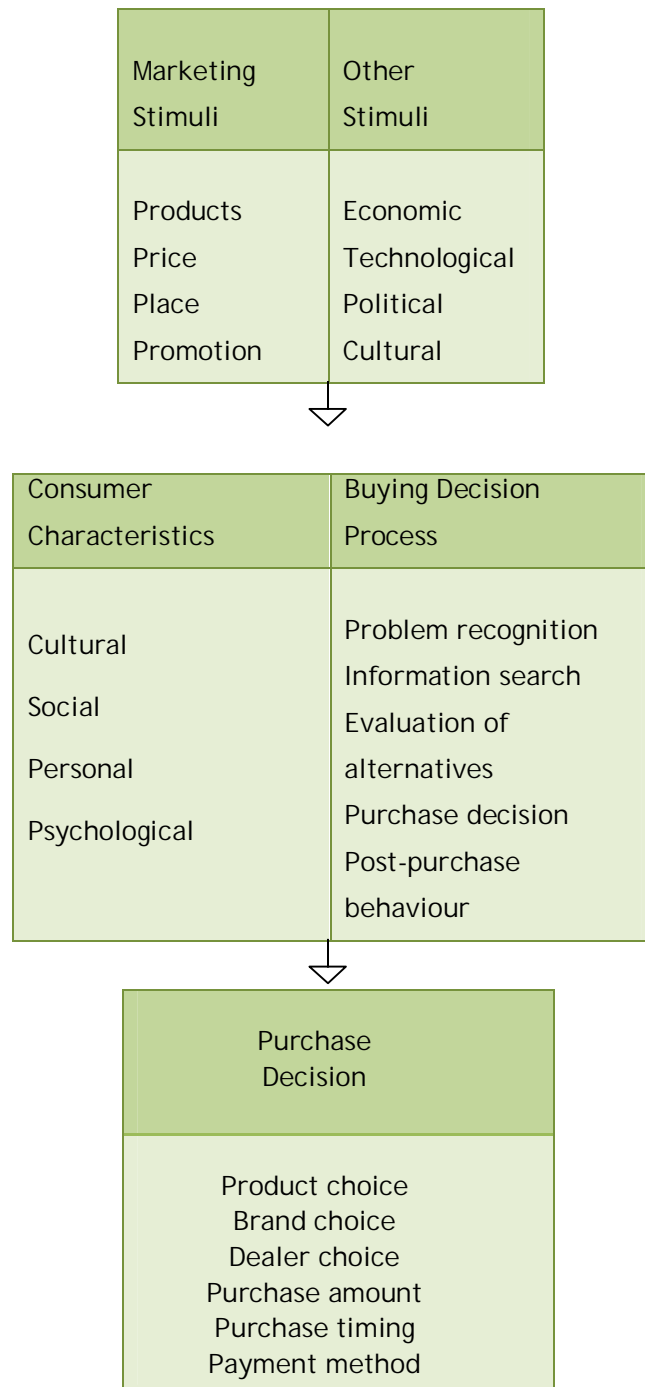 Marketing
Stimuli
Other
Stimuli
Products
Price
Place
Promotion
Economic
Technological
Political
Cultural
Consumer
Characteristics
Buying Decision
Process
Cultural
Social
Personal
Psychological
Problem recognition
Information search
Evaluation of
alternatives
Purchase decision
Post-purchase
behaviour
Purchase
Decision
Product choice
Brand choice
Dealer choice
Purchase amount
Purchase timing
Payment method